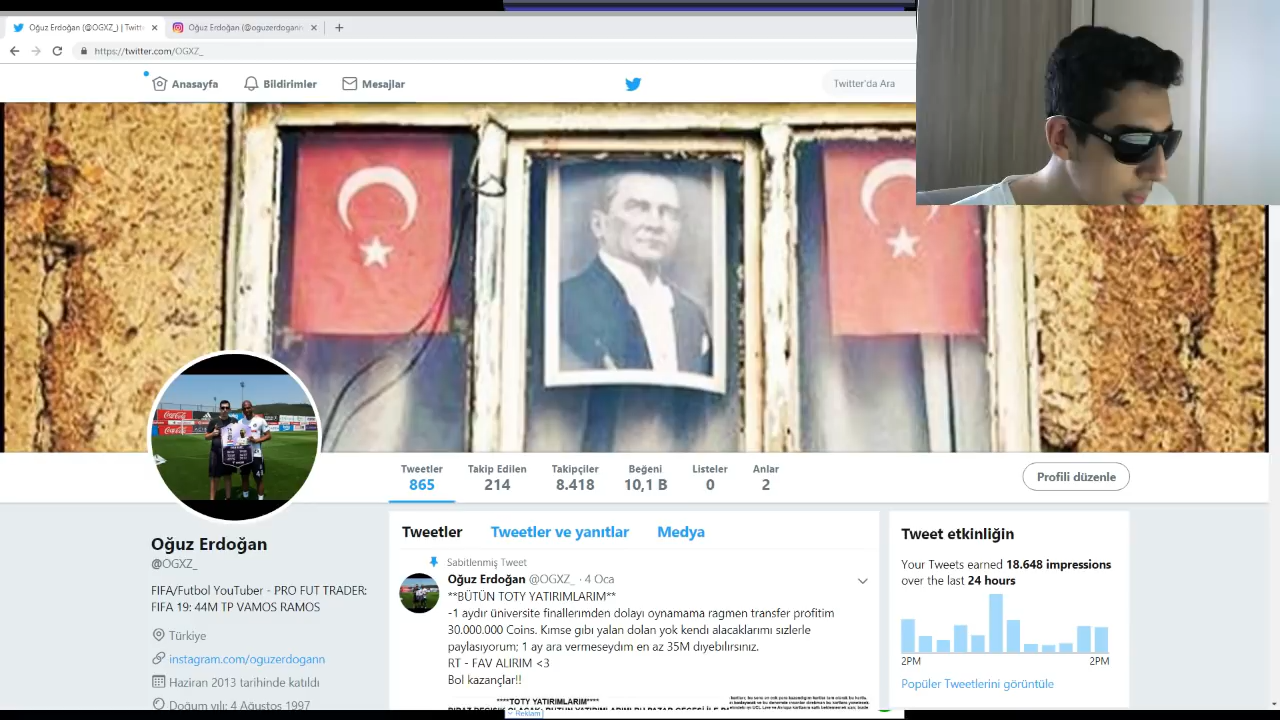 Oğuz Erdoğan (@OGXZ_) | Twitt
Oğuz Erdoğan (@oguzerdogann
https://twitter.com/OGXZ_
Anasayfa
Bildirimler
Mesajlar
Twitter'da Ara
Tweetler
865
Takip Edilen
214
Takipçiler
8.418
Beğeni
10,1 B
Listeler
0
Anlar
2
Profili düzenle
Oğuz Erdoğan
@OGXZ_
FIFA/Futbol YouTuber - PRO FUT TRADER:
FIFA 19: 44M TP VAMOS RAMOS
Türkiye
instagram.com/oguzerdogann
Haziran 2013 tarihinde katıldı
Doğum yılı 4 Ağustos 1997
Tweetler
Tweetler ve yanıtlar
Medya
Sabitlenmiş Tweet
Oğuz Erdoğan @OGXZ_ · 4 Oca
**BÜTÜN TOTY YATIRIMLARIM**
-1 aydır üniversite finallerimden dolayı oynamama rağmen transfer profitim
30.000.000 Coins. Kimse gibi yalan dolan yok kendi alacaklarımı sizlerle
paylaşıyorum; 1 ay ara vermeseydim en az 35M diyebilirsiniz.
RT - FAV ALIRIM <3
Bol kazançlar!!
****TOTY YATIRIMLARIM****
Tweet etkinliğin
Your Tweets earned 18.648 impressions
over the last 24 hours
2PM
2PM
Popüler Tweetlerini görüntüle
Reklam